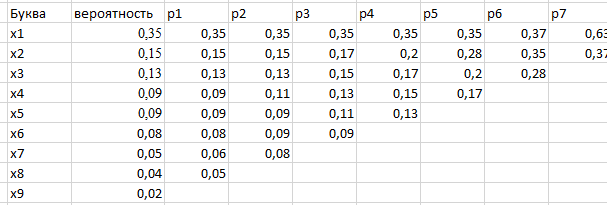 Буква вероятность p1 p2 p3 p4 p5 p6 p7
x1 0,35 0,35 0,35 0,35 0,35 0,35 0,37 0,63
x2 0,15 0,15 0,15 0,17 0,2 0,28 0,35 0,37
x3 0,13 0,13 0,13 0,15 0,17 0,2 0,28
x4 0,09 0,09 0,11 0,13 0,15 0,17
x5 0,09 0,09 0,09 0,11 0,13
x6 0,08 0,08 0,09 0,09
x7 0,05 0,06 0,08
x8 0,04 0,05
x9 0,02